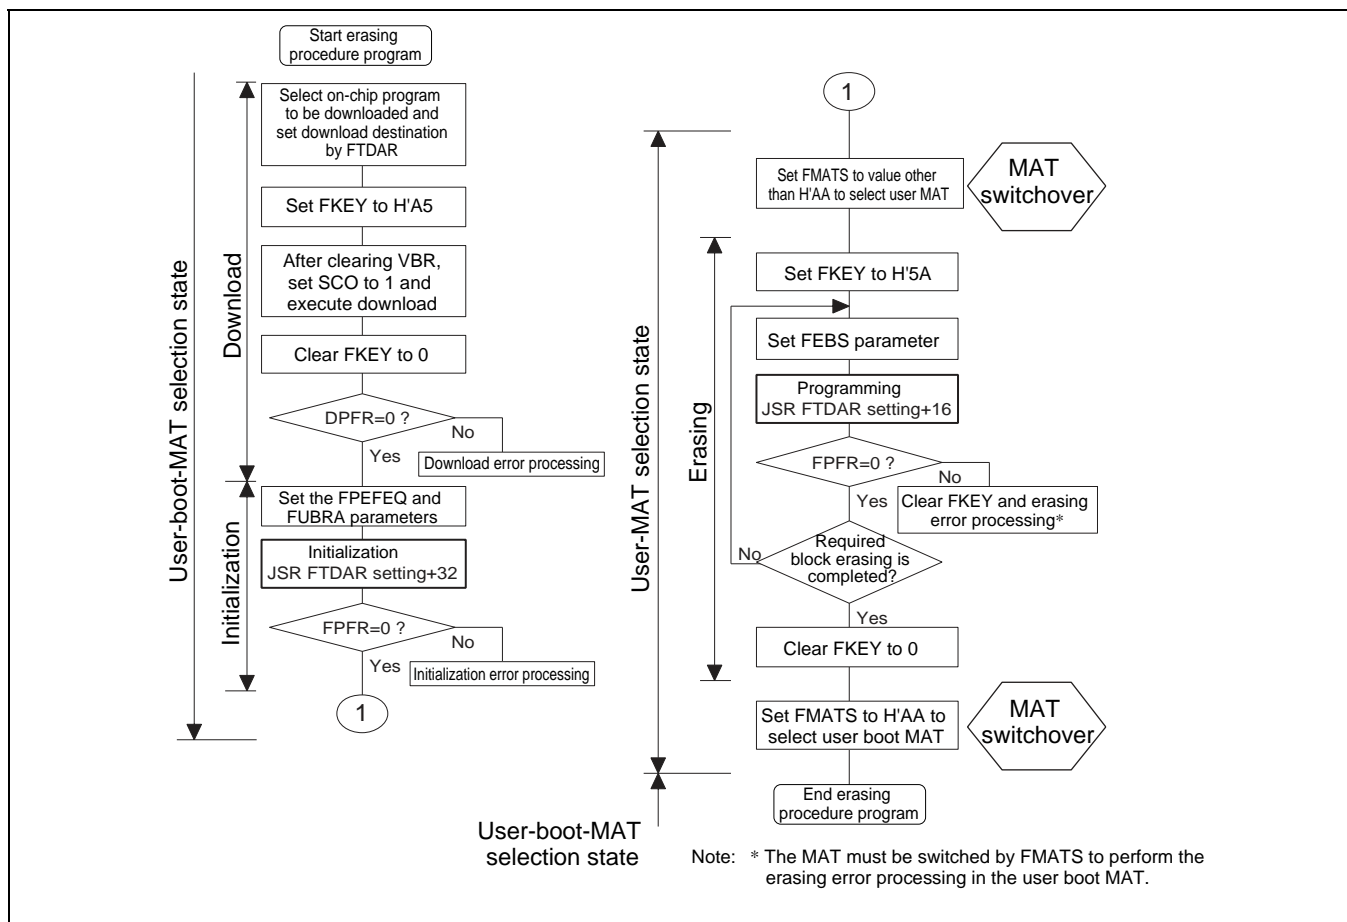 Start erasing
procedure program
Select on-chip program
to be downloaded and
set download destination
by FTDAR
Set FKEY to H'A5
After clearing VBR,
set SCO to 1 and
execute download
Clear FKEY to 0
DPFR=0 ?
No
Yes
Download error processing
Set the FPEFEQ and
FUBRA parameters
Initialization
JSR FTDAR setting+32
FPFR=0 ?
No
Yes
Initialization error processing
1
Download
Initialization
User-boot-MAT selection state
1
Set FMATS to value other
than H'AA to select user MAT
MAT
switchover
Set FKEY to H'5A
Set FEBS parameter
Programming
JSR FTDAR setting+16
FPFR=0 ?
No
Yes
Clear FKEY and erasing
error processing*
Required
block erasing is
completed?
No
Yes
Clear FKEY to 0
Set FMATS to H'AA to
select user boot MAT
MAT
switchover
End erasing
procedure program
Erasing
User-MAT selection state
User-boot-MAT
selection state
Note: * The MAT must be switched by FMATS to perform the
erasing error processing in the user boot MAT.